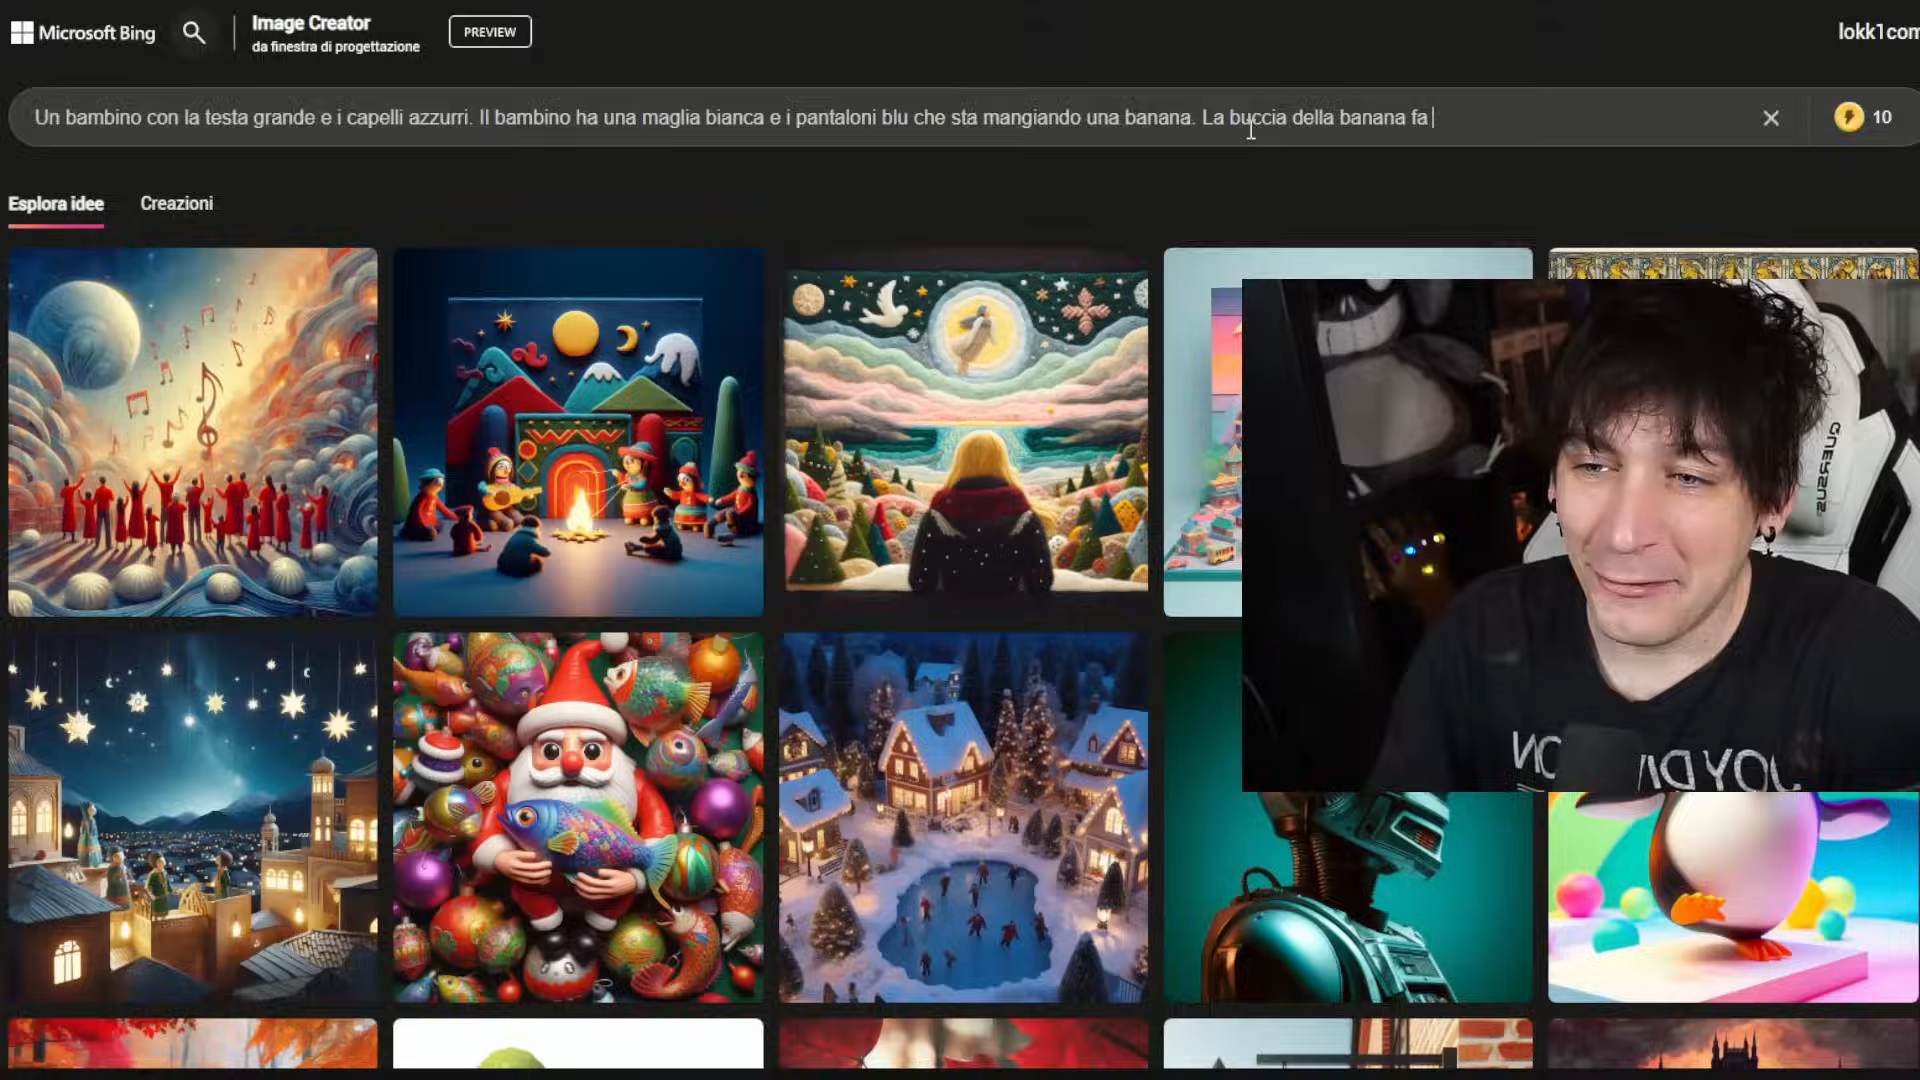 Microsoft Bing
Image Creator
da finestra di progettazione
PREVIEW
lokk1com
Un bambino con la testa grande e i capelli azzurri. Il bambino ha una maglia bianca e i pantaloni blu che sta mangiando una banana. La buccia della banana fa
10
Esplora idee
Creazioni
QUERSUS